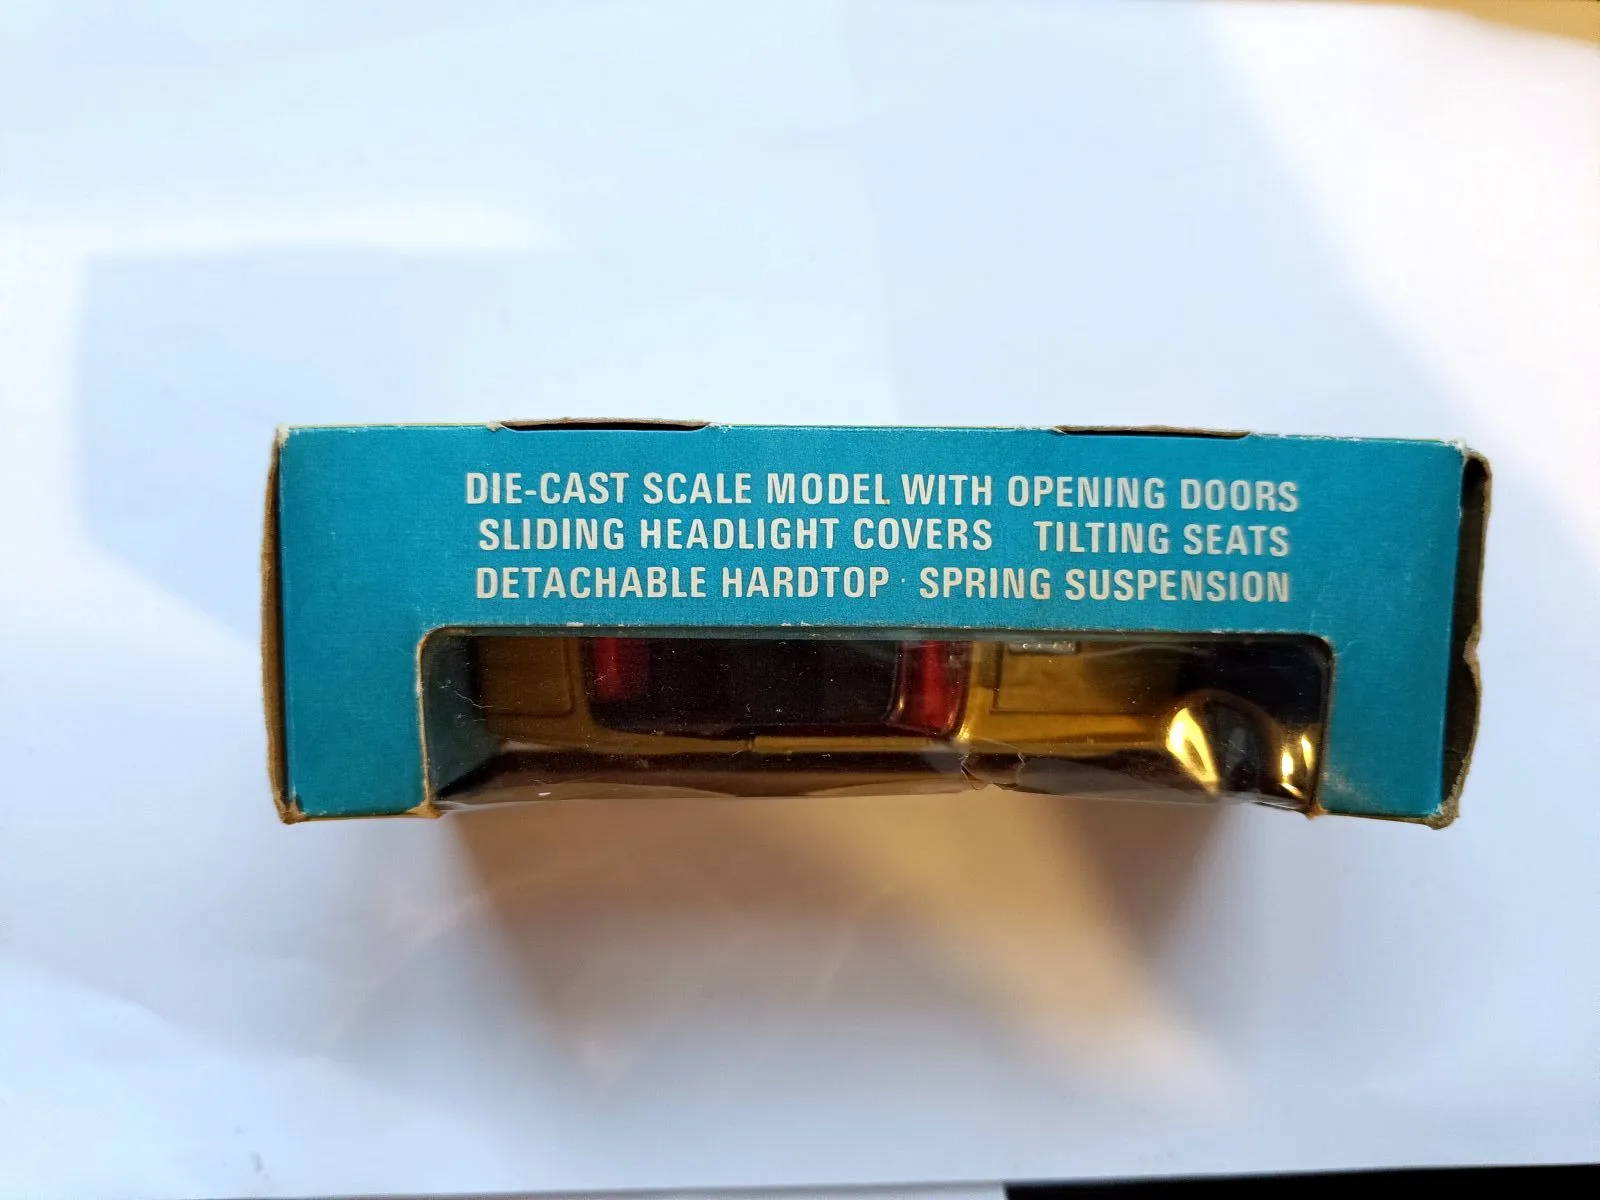 DIE-CAST SCALE MODEL WITH OPENING DOORS
SLIDING HEADLIGHT COVERS TILTING SEATS
DETACHABLE HARDTOP · SPRING SUSPENSION